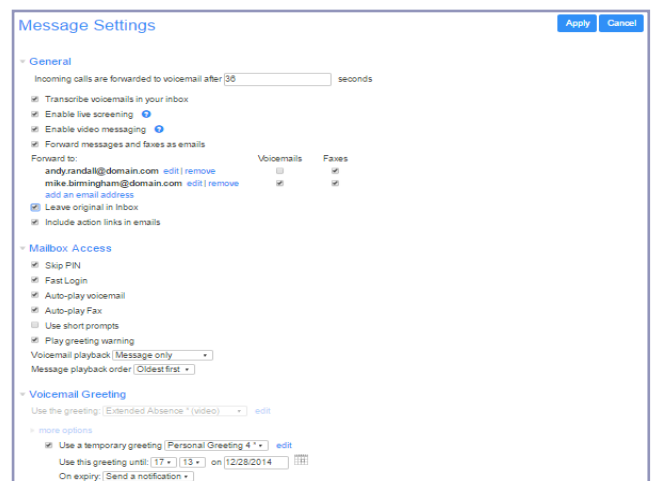 Message Settings
Apply Cancel
General
Incoming calls are forwarded to voicemail after 36 seconds
Transcribe voicemails in your inbox
Enable live screening ?
Enable video messaging ?
Forward messages and faxes as emails
Forward to: Voicemails Faxes
andy.randall@domain.com edit | remove
mike.birmingham@domain.com edit | remove
add an email address
Leave original in Inbox
Include action links in emails
Mailbox Access
Skip PIN
Fast Login
Auto-play voicemail
Auto-play Fax
Use short prompts
Play greeting warning
Voicemail playback Message only
Message playback order Oldest first
Voicemail Greeting
Use the greeting: Extended Absence * (video) edit
more options
Use a temporary greeting Personal Greeting 4 * edit
Use this greeting until: 17 13 on 12/28/2014
On expiry: Send a notification